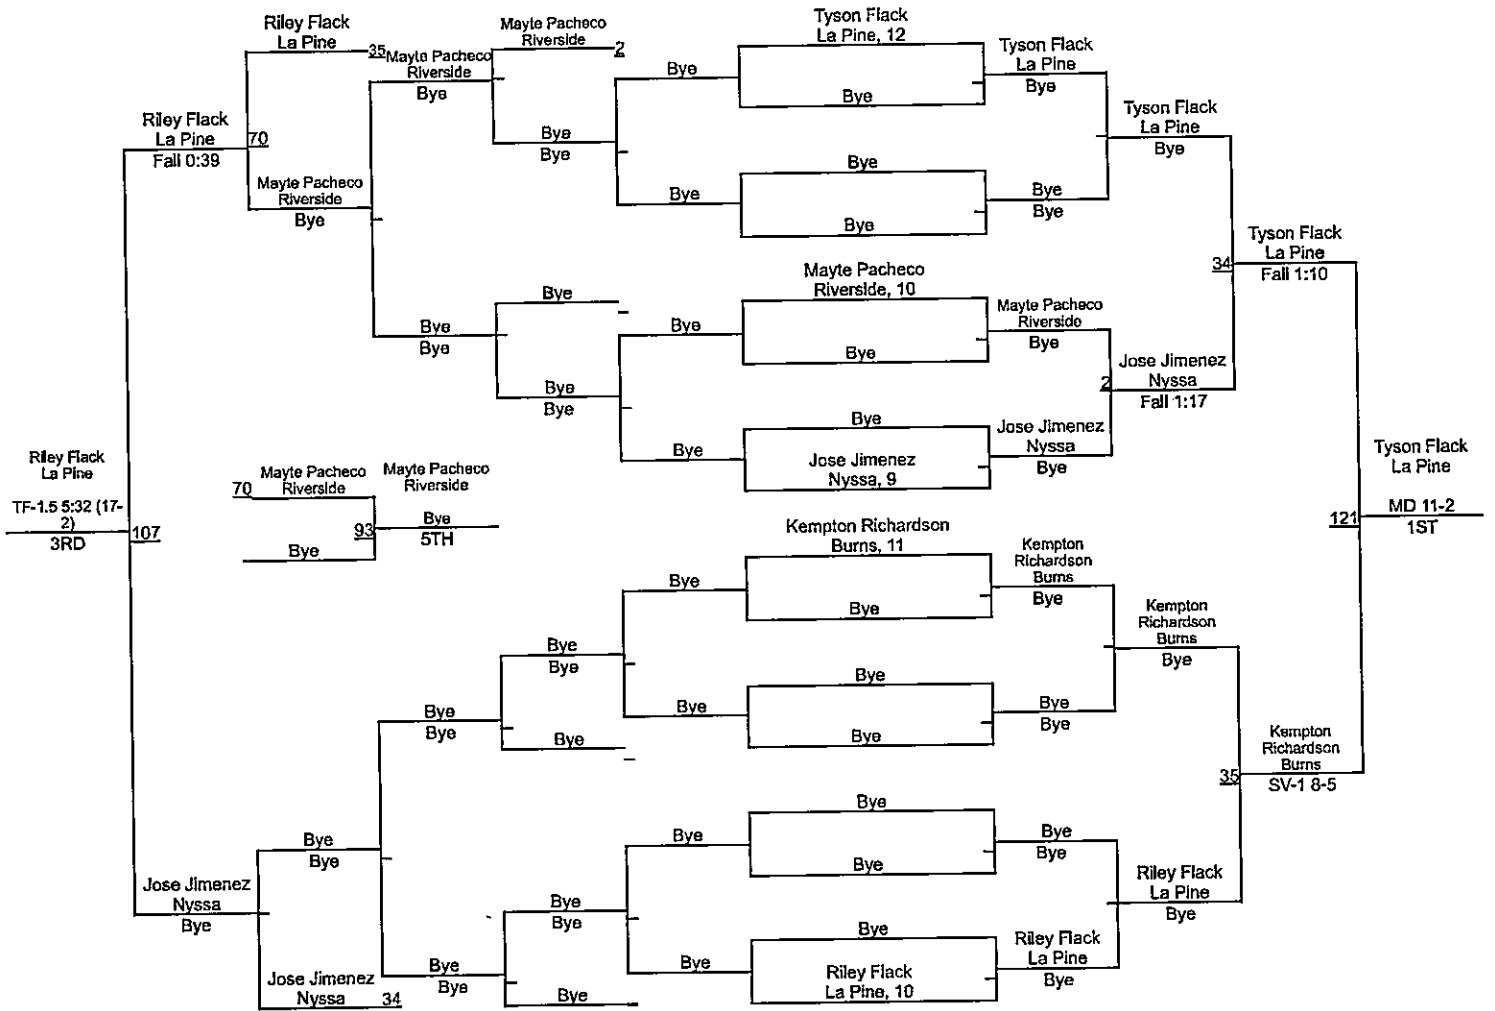 Riley Flack
La Pine
35
Mayte Pacheco
Riverside
Bye
Mayte Pacheco
Riverside
2
Bye
Bye
Riley Flack
La Pine
Fall 0:39
70
Mayte Pacheco
Riverside
Bye
Bye
Bye
Bye
Bye
Bye
Bye
Tyson Flack
La Pine, 12
Bye
Bye
Bye
Bye
Bye
Tyson Flack
La Pine
Bye
Bye
Bye
Tyson Flack
La Pine
Bye
Mayte Pacheco
Riverside, 10
Bye
Bye
Bye
Jose Jimenez
Nyssa, 9
Bye
Mayte Pacheco
Riverside
Bye
Jose Jimenez
Nyssa
Bye
2
Jose Jimenez
Nyssa
Fall 1:17
34
Tyson Flack
La Pine
Fall 1:10
Riley Flack
La Pine
TF-1.5 5:32 (17-
2)
3RD
107
70
Mayte Pacheco
Riverside
Bye
93
Mayte Pacheco
Riverside
Bye
5TH
Tyson Flack
La Pine
MD 11-2
1ST
121
Kempton Richardson
Burns, 11
Bye
Bye
Kempton
Richardson
Burns
Bye
Bye
Bye
Bye
Bye
Bye
Kempton
Richardson
Burns
Bye
Bye
Bye
Bye
Bye
Bye
35
Kempton
Richardson
Burns
SV-1 8-5
Bye
Bye
Bye
Bye
Bye
Bye
Bye
Bye
Jose Jimenez
Nyssa
Bye
Jose Jimenez
Nyssa
34
Bye
Bye
Bye
Bye
Bye
Bye
Bye
Riley Flack
La Pine, 10
Riley Flack
La Pine
Bye
Riley Flack
La Pine
Bye